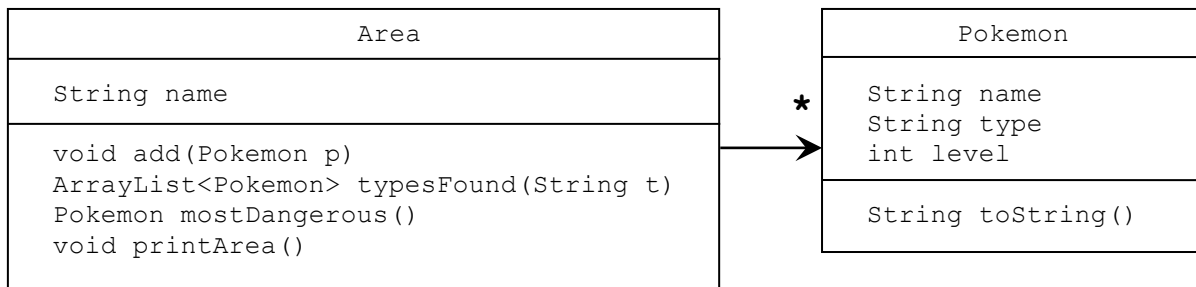 Area
String name
void add(Pokemon p)
ArrayList<Pokemon> typesFound(String t)
Pokemon mostDangerous()
void printArea()
*
Pokemon
String name
String type
int level
String toString()